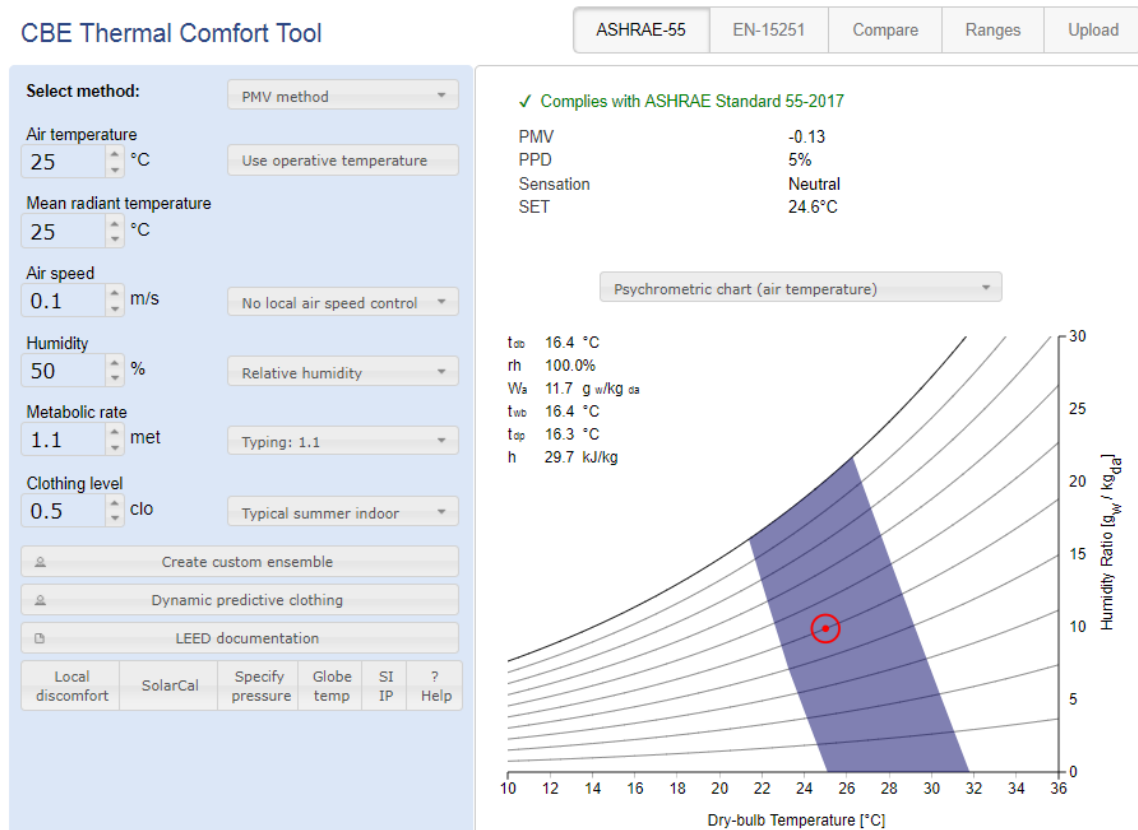 CBE Thermal Comfort Tool
ASHRAE-55
EN-15251
Compare
Ranges
Upload
Select method:
PMV method
Air temperature
25
°C
Use operative temperature
Mean radiant temperature
25
°C
Air speed
0.1
m/s
No local air speed control
Humidity
50
%
Relative humidity
Metabolic rate
1.1
met
Typing: 1.1
Clothing level
0.5
clo
Typical summer indoor
Create custom ensemble
Dynamic predictive clothing
LEED documentation
Local
discomfort
SolarCal
Specify
pressure
Globe
temp
SI
IP
?
Help
✓ Complies with ASHRAE Standard 55-2017
PMV -0.13
PPD 5%
Sensation Neutral
SET 24.6°C
Psychrometric chart (air temperature)
tdb 16.4 °C
rh 100.0%
Wa 11.7 g w/kg da
twb 16.4 °C
tdp 16.3 °C
h 29.7 kJ/kg
30
25
20
15
10
5
0
Humidity Ratio [gw / kgda]
10 12 14 16 18 20 22 24 26 28 30 32 34 36
Dry-bulb Temperature [°C]